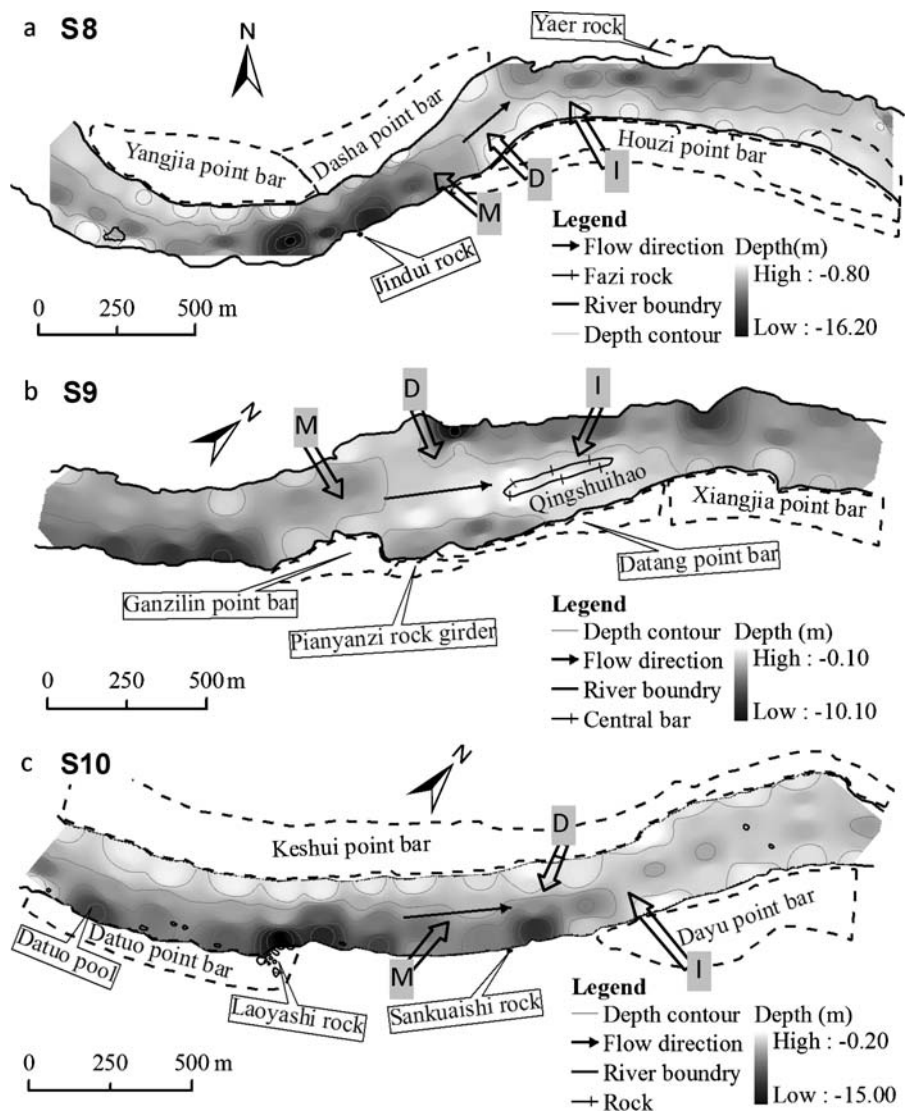 a S8
N
Yaer rock
Yangjia point bar
Dasha point bar
Houzi point bar
D
I
M
Jindui rock
Legend
Flow direction
Fazi rock
River boundry
Depth contour
Depth(m)
High : -0.80
Low : -16.20
0 250 500 m
b S9
N
D
I
M
Qingshuihao
Xiangjia point bar
Datang point bar
Ganzilin point bar
Pianyanzi rock girder
Legend
Depth contour
Flow direction
River boundry
Central bar
Depth (m)
High : -0.10
Low : -10.10
0 250 500 m
c S10
N
D
Keshui point bar
Dayu point bar
Datuo pool
Datuo point bar
M
I
Laoyashi rock
Sankuaishi rock
Legend
Depth contour
Flow direction
River boundry
Rock
Depth (m)
High : -0.20
Low : -15.00
0 250 500 m